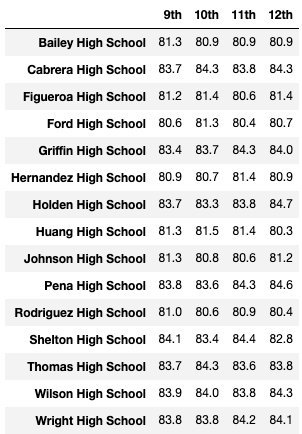 9th 10th 11th 12th
Bailey High School 81.3 80.9 80.9 80.9
Cabrera High School 83.7 84.3 83.8 84.3
Figueroa High School 81.2 81.4 80.6 81.4
Ford High School 80.6 81.3 80.4 80.7
Griffin High School 83.4 83.7 84.3 84.0
Hernandez High School 80.9 80.7 81.4 80.9
Holden High School 83.7 83.3 83.8 84.7
Huang High School 81.3 81.5 81.4 80.3
Johnson High School 81.3 80.8 80.6 81.2
Pena High School 83.8 83.6 84.3 84.6
Rodriguez High School 81.0 80.6 80.9 80.4
Shelton High School 84.1 83.4 84.4 82.8
Thomas High School 83.7 84.3 83.6 83.8
Wilson High School 83.9 84.0 83.8 84.3
Wright High School 83.8 83.8 84.2 84.1